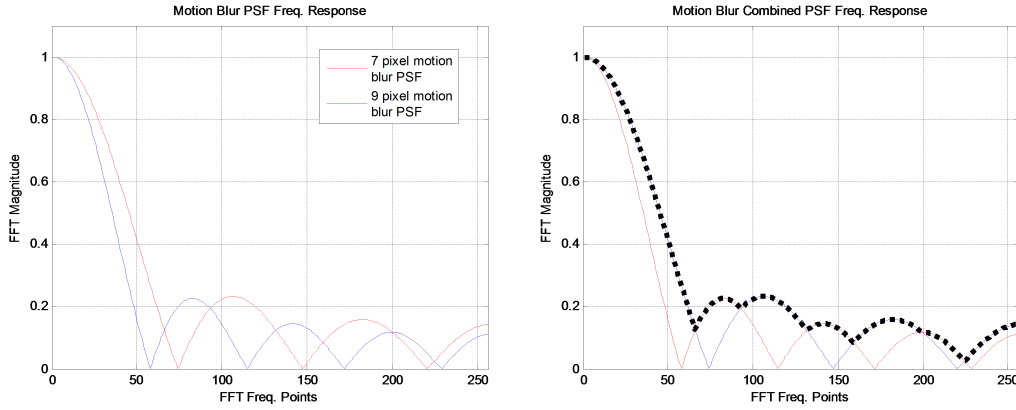 Motion Blur PSF Freq. Response
FFT Magnitude
1
0.8
0.6
0.4
0.2
0
7 pixel motion
blur PSF
9 pixel motion
blur PSF
0 50 100 150 200 250
FFT Freq. Points
Motion Blur Combined PSF Freq. Response
FFT Magnitude
1
0.8
0.6
0.4
0.2
0
0 50 100 150 200 250
FFT Freq. Points